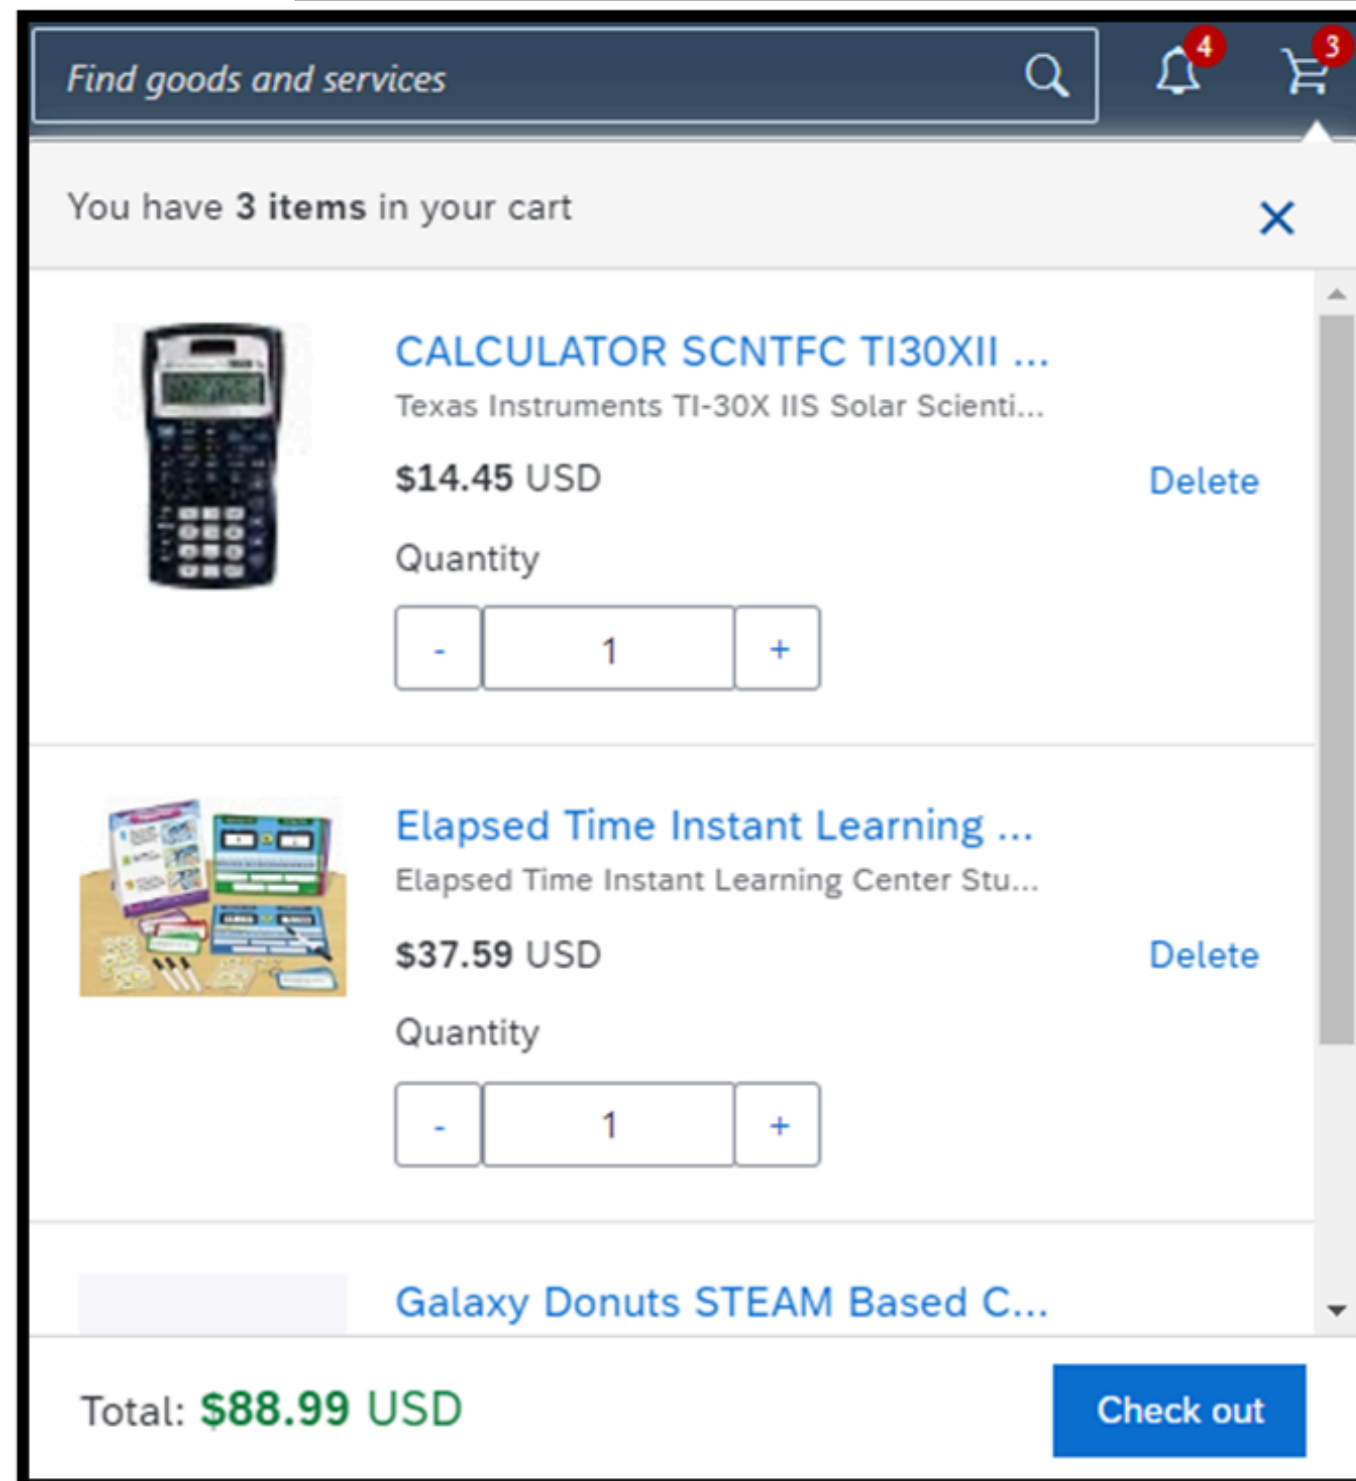 Find goods and services
4
3
You have 3 items in your cart
CALCULATOR SCNTFC TI30XII ...
Texas Instruments TI-30X IIS Solar Scienti...
$14.45 USD
Delete
Quantity
- 1 +
Elapsed Time Instant Learning ...
Elapsed Time Instant Learning Center Stu...
$37.59 USD
Delete
Quantity
- 1 +
Galaxy Donuts STEAM Based C...
Total: $88.99 USD
Check out